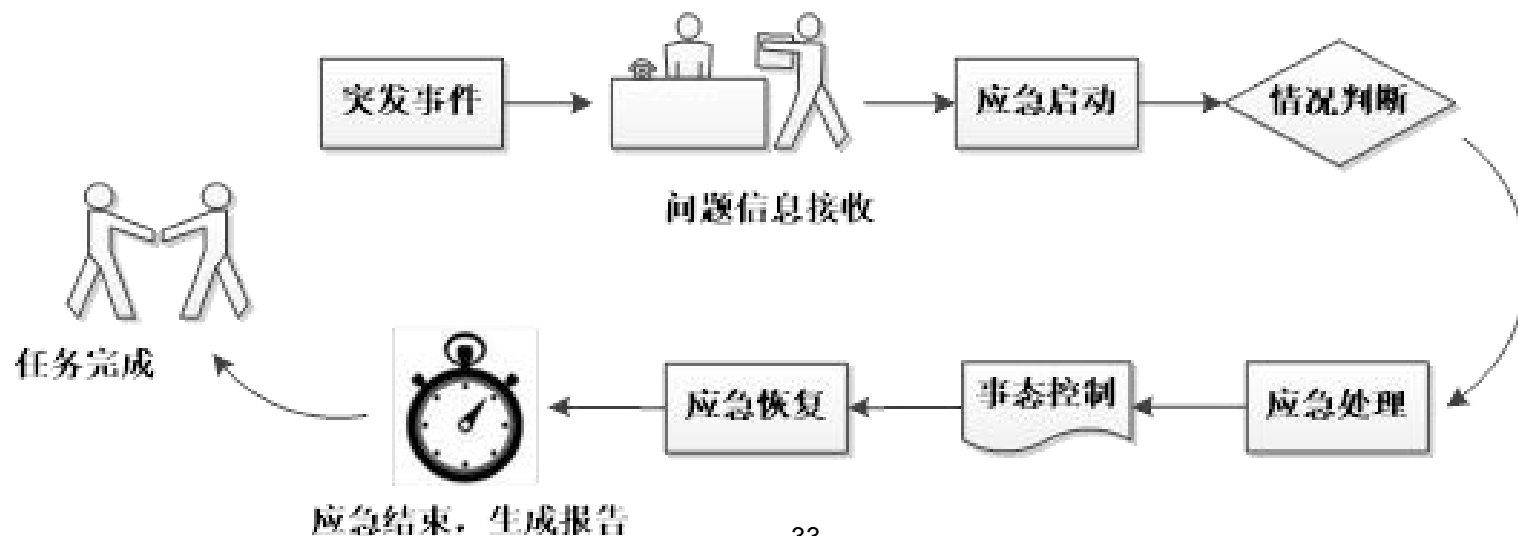 突发事件
应急启动
情况判断
问题信息接收
任务完成
应急恢复
事态控制
应急处理
应急结束，生成报告
33